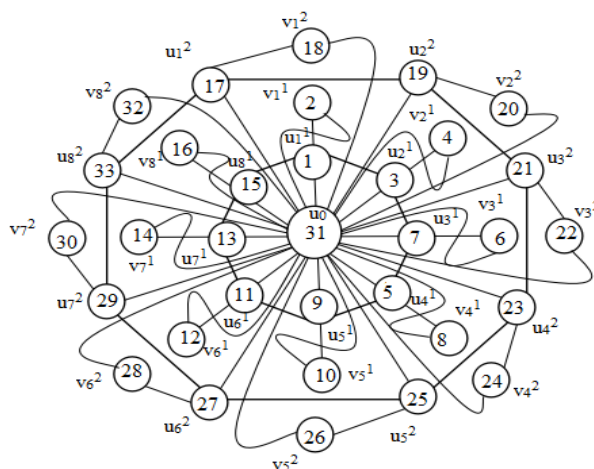 v₁² 18
u₁² u₂²
17 19
v₈² v₂²
32 v₁¹ 2 20
v₂¹ 4
16 u₁¹
v₈¹ u₈¹ 1 u₂¹
u₈² 33 15 3 21 u₃²
u₀ u₃¹ v₃¹
v₇² v₃²
30 14 13 31 7 6 22
v₇¹ u₇¹
u₇² 29 11 9 5 u₄¹ 23 u₄²
12 u₆¹ u₅¹ v₄¹
v₆¹ 8
28 10 v₅¹ 24 v₄²
v₆² 27 25
u₆² 26 u₅²
v₅²